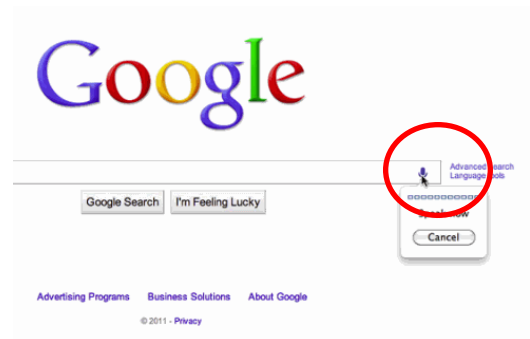 Google
Advanced Search
Language Tools
Google Search
I'm Feeling Lucky
Speak now
Cancel
Advertising Programs
Business Solutions
About Google
© 2011 - Privacy